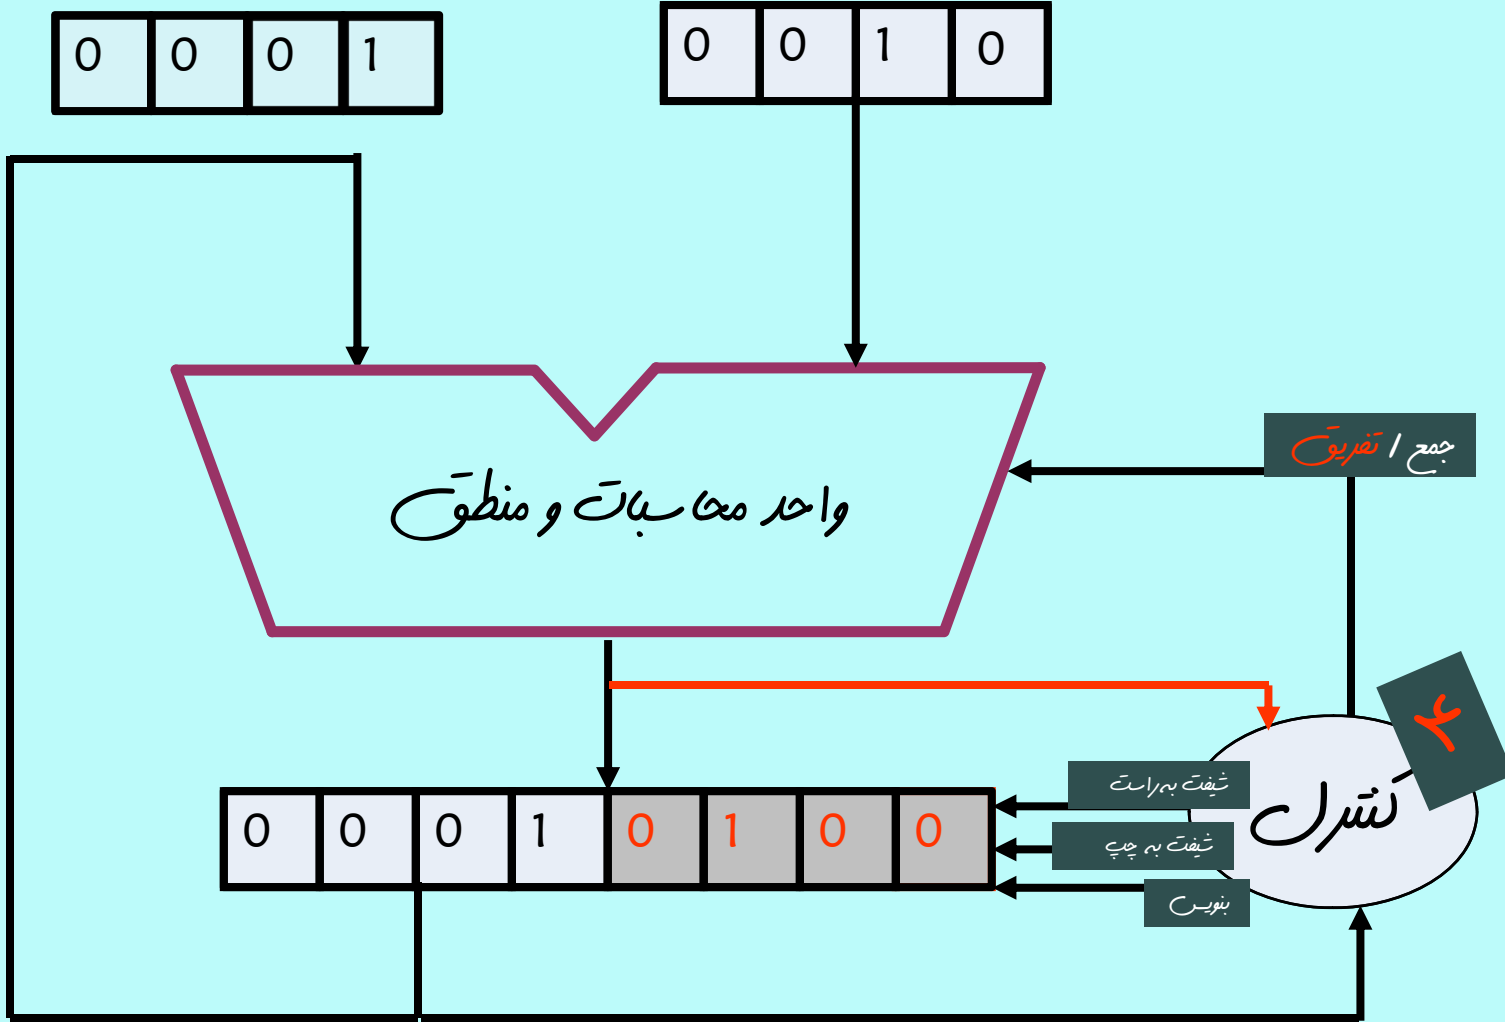 0 0 0 1
0 0 1 0
جمع / تفریق
واحد محاسبات و منطق
۴
شیفت به راست
کنترل
0 0 0 1 0 1 0 0
شیفت به چپ
بنویس